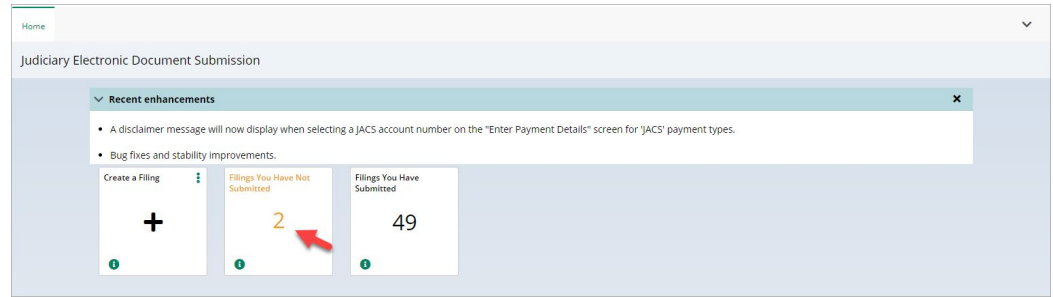 Home
Judiciary Electronic Document Submission
Recent enhancements
• A disclaimer message will now display when selecting a JACS account number on the "Enter Payment Details" screen for 'JACS' payment types.
• Bug fixes and stability improvements.
Create a Filing
Filings You Have Not
Submitted
2
Filings You Have
Submitted
49